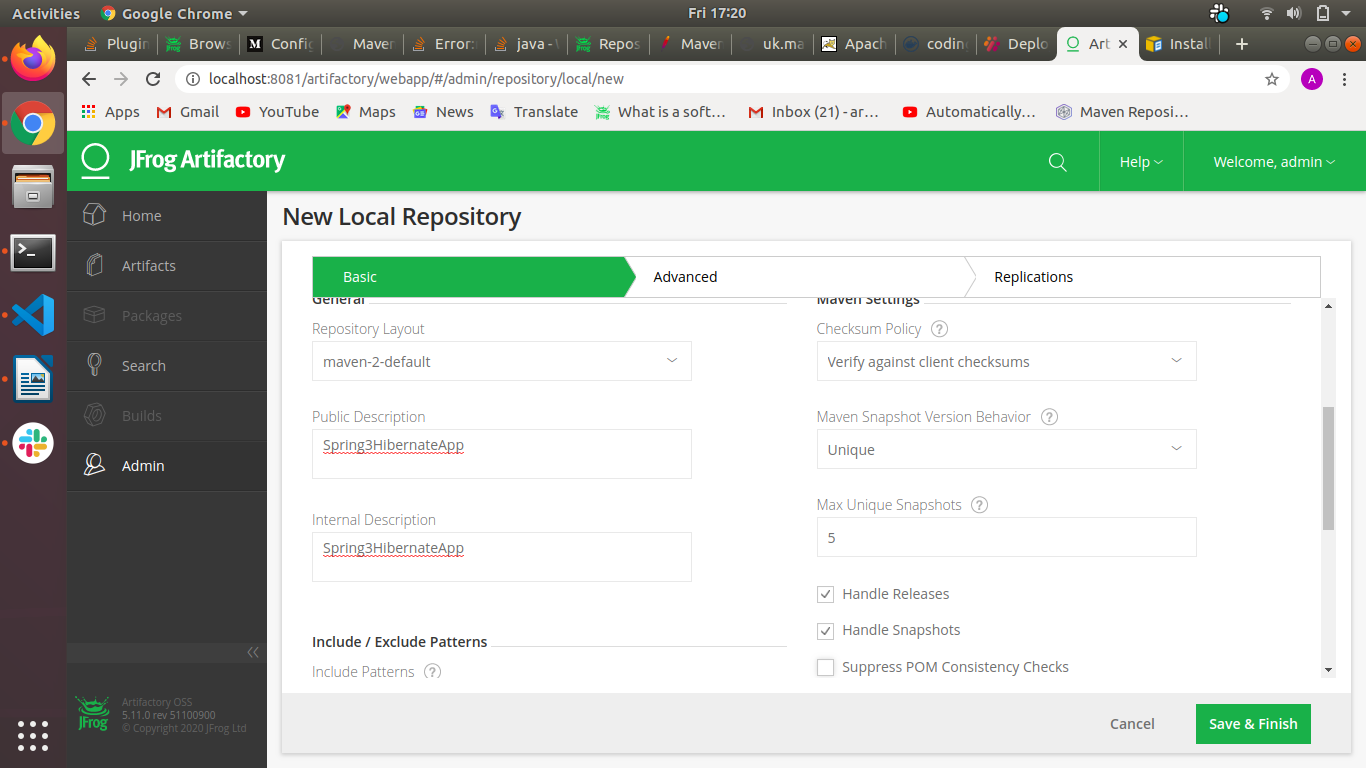 Activities
Google Chrome
Fri 17:20
Plugin
Brows
Config
Maven
Error:
java -
Repos
Maven
uk.ma
Apach
coding
Deplo
Art
Install
localhost:8081/artifactory/webapp/#/admin/repository/local/new
A
Apps
Gmail
YouTube
Maps
News
Translate
What is a soft…
Inbox (21) - ar…
Automatically…
Maven Reposi…
JFrog Artifactory
Help
Welcome, admin
Home
Artifacts
Packages
Search
Builds
Admin
JFrog
Artifactory OSS
5.11.0 rev 51100900
© Copyright 2020 JFrog Ltd
New Local Repository
Basic
Advanced
Replications
General
Repository Layout
maven-2-default
Public Description
Spring3HibernateApp
Internal Description
Spring3HibernateApp
Include / Exclude Patterns
Include Patterns ?
Maven Settings
Checksum Policy ?
Verify against client checksums
Maven Snapshot Version Behavior ?
Unique
Max Unique Snapshots ?
5
Handle Releases
Handle Snapshots
Suppress POM Consistency Checks
Cancel
Save & Finish